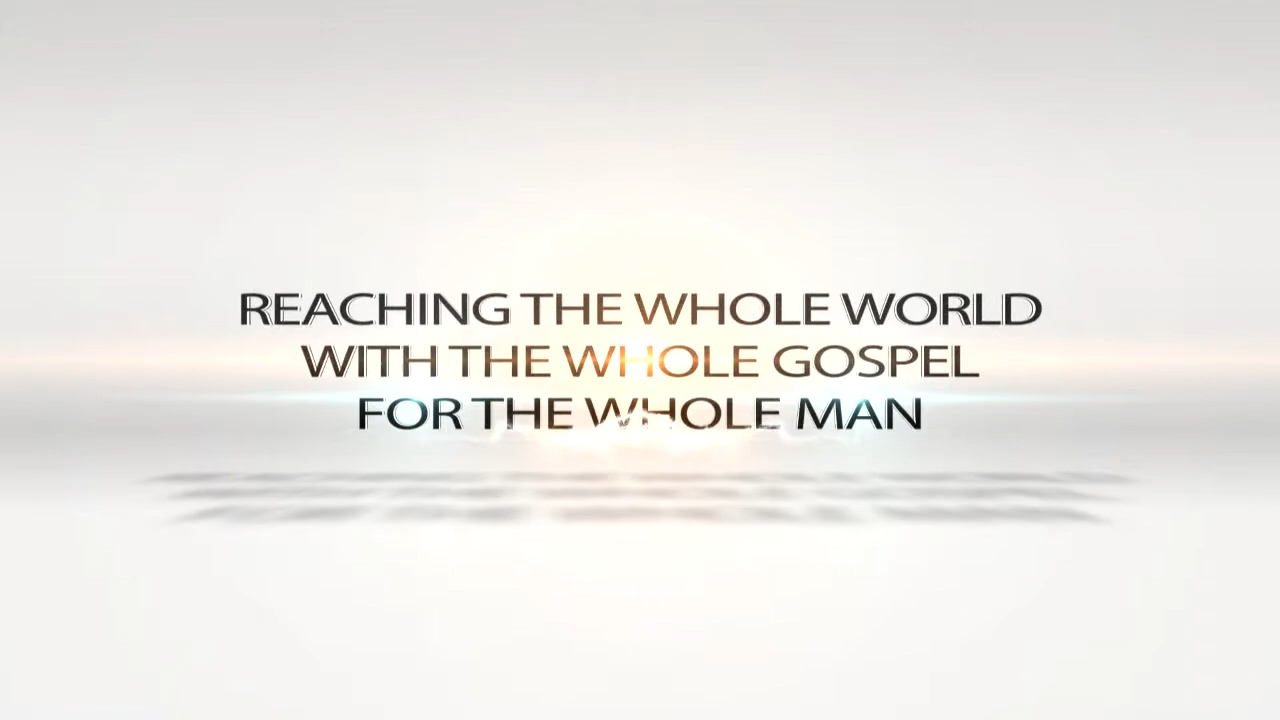 REACHING THE WHOLE WORLD
WITH THE WHOLE GOSPEL
FOR THE WHOLE MAN